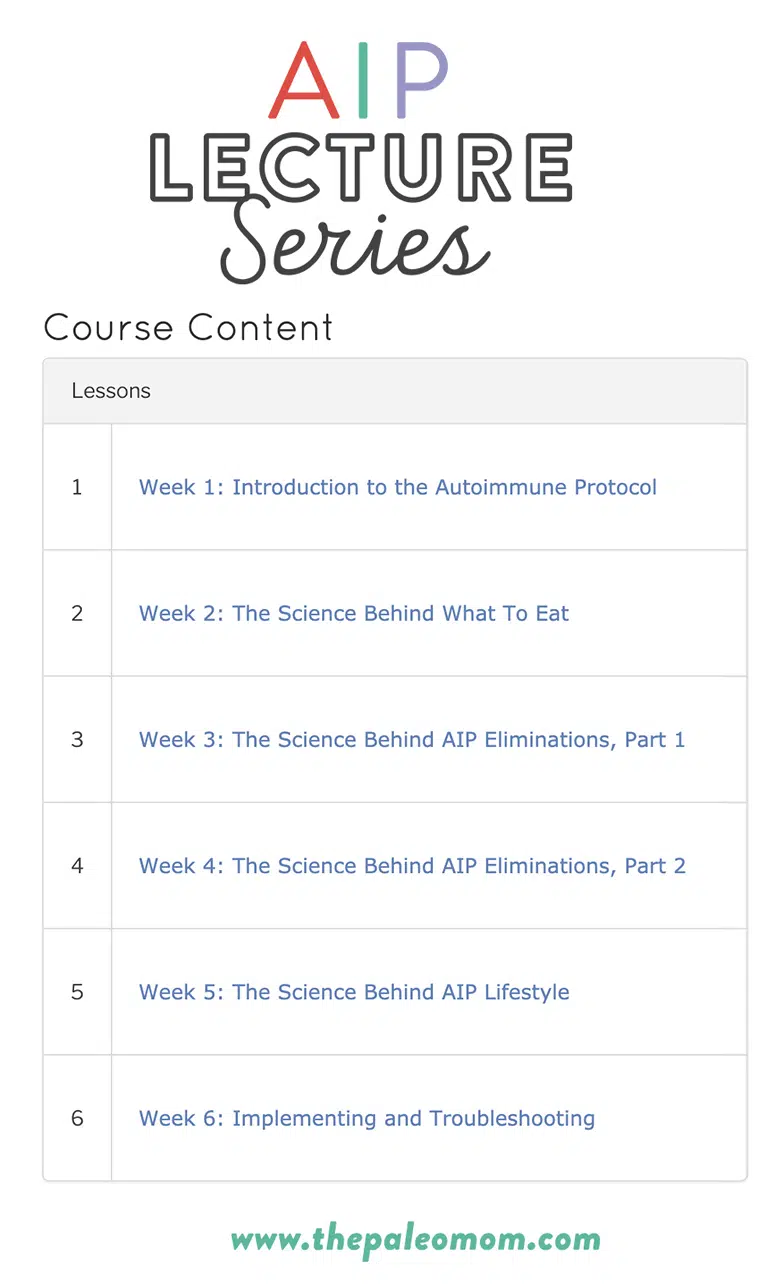 AIP
LECTURE
Series
Course Content
Lessons
1 Week 1: Introduction to the Autoimmune Protocol
2 Week 2: The Science Behind What To Eat
3 Week 3: The Science Behind AIP Eliminations, Part 1
4 Week 4: The Science Behind AIP Eliminations, Part 2
5 Week 5: The Science Behind AIP Lifestyle
6 Week 6: Implementing and Troubleshooting
www.thepaleomom.com